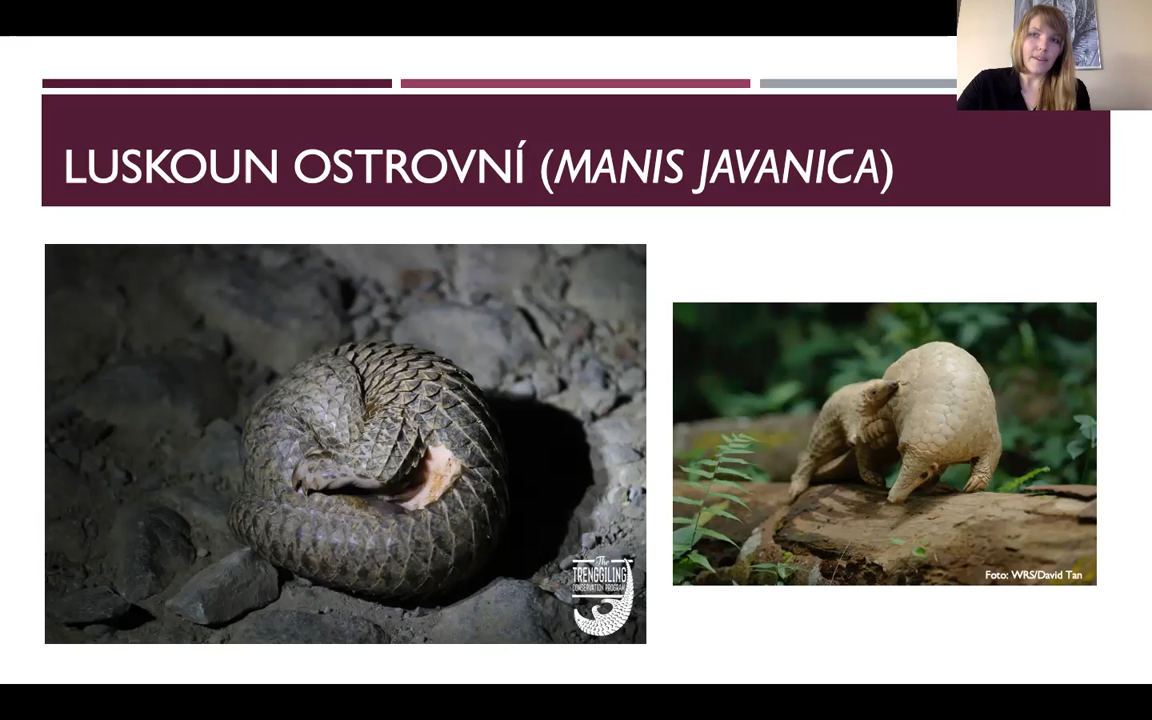 LUSKOUN OSTROVNÍ (MANIS JAVANICA)
The
TRENGGILING
CONSERVATION PROGRAM
Foto: WRS/David Tan